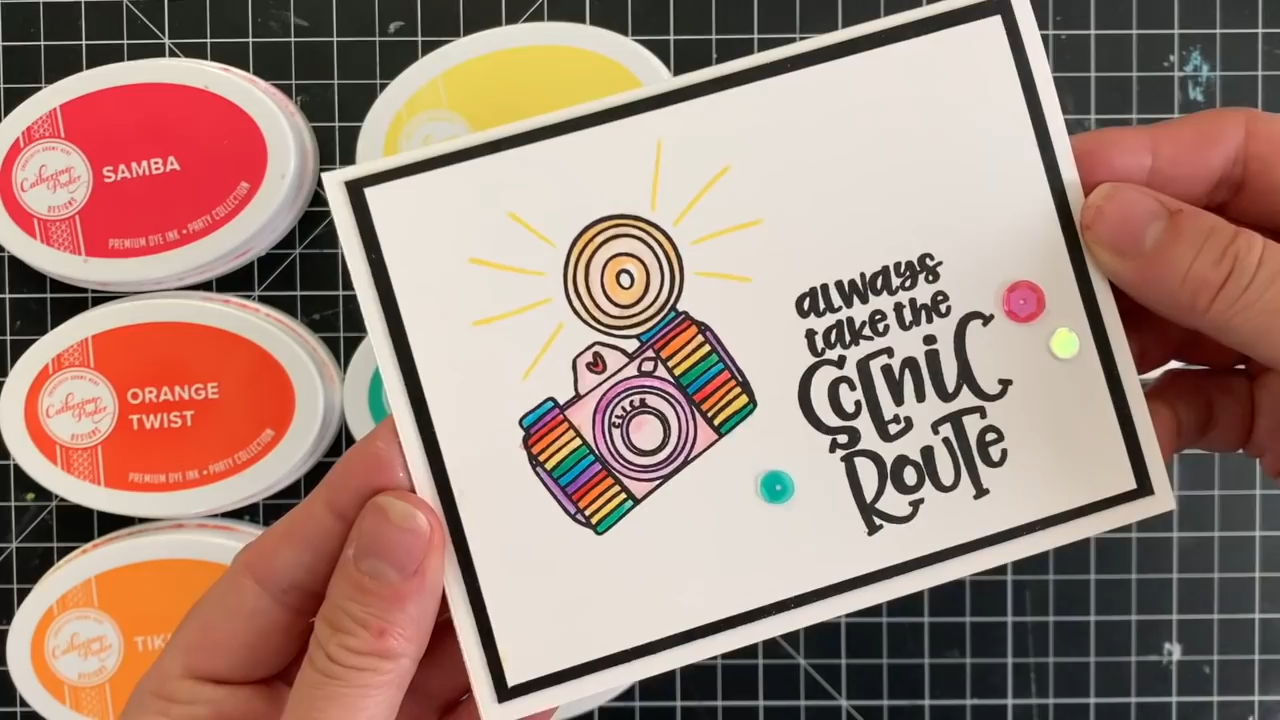 SAMBA
Catherine Pooler
DESIGNS
PREMIUM DYE INK • PARTY COLLECTION
ORANGE
TWIST
Catherine Pooler
DESIGNS
PREMIUM DYE INK • PARTY COLLECTION
Catherine Pooler
DESIGNS
CLICK
always
take the
SCENIC
ROUTE